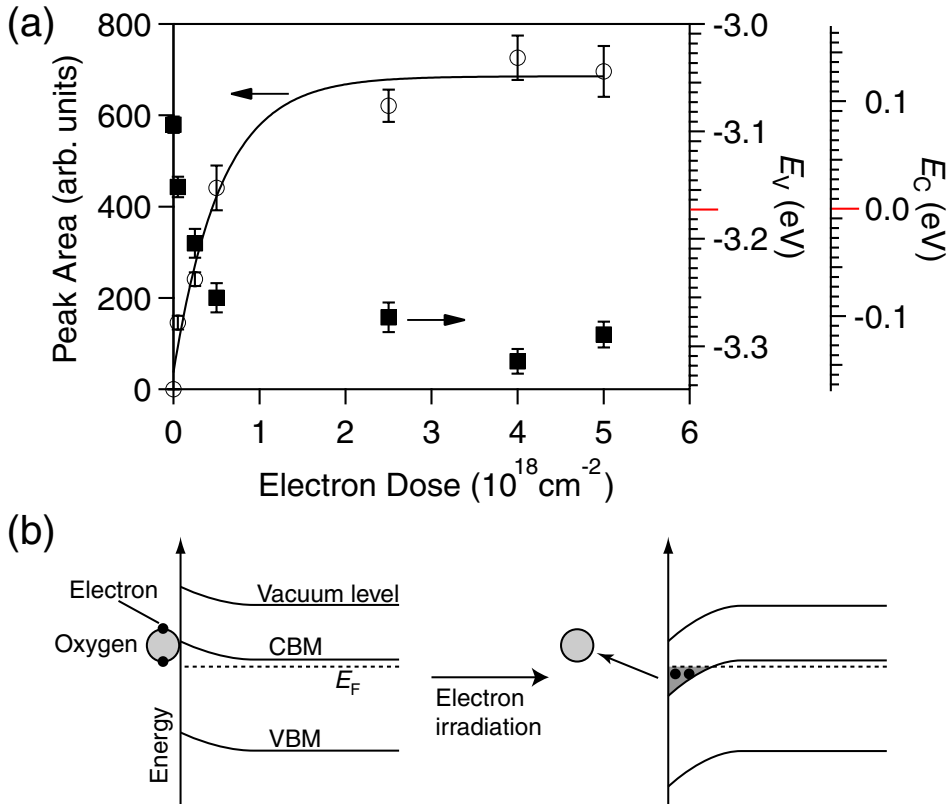 (a)
800
600
400
200
0
Peak Area (arb. units)
0 1 2 3 4 5 6
Electron Dose (10^18 cm^-2)
-3.0
-3.1
-3.2
-3.3
E_V (eV)
0.1
0.0
-0.1
E_C (eV)
(b)
Electron
Oxygen
Energy
Vacuum level
CBM
E_F
VBM
Electron
irradiation